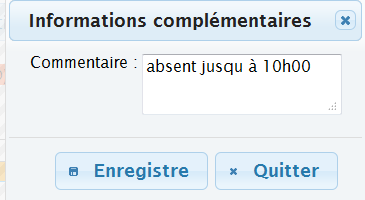 Informations complémentaires
Commentaire : absent jusqu à 10h00
Enregistre Quitter